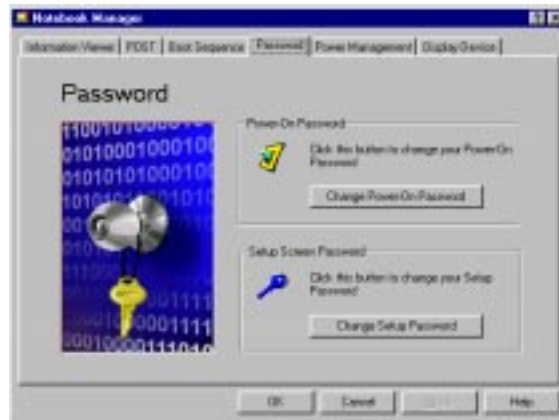 Notebook Manager
Information Viewer POST Boot Sequence Password Power Management Display Device
Password
Power-On Password
Click this button to change your Power-On
Password
Change Power-On Password
Setup Screen Password
Click this button to change your Setup
Password
Change Setup Password
OK Cancel Help